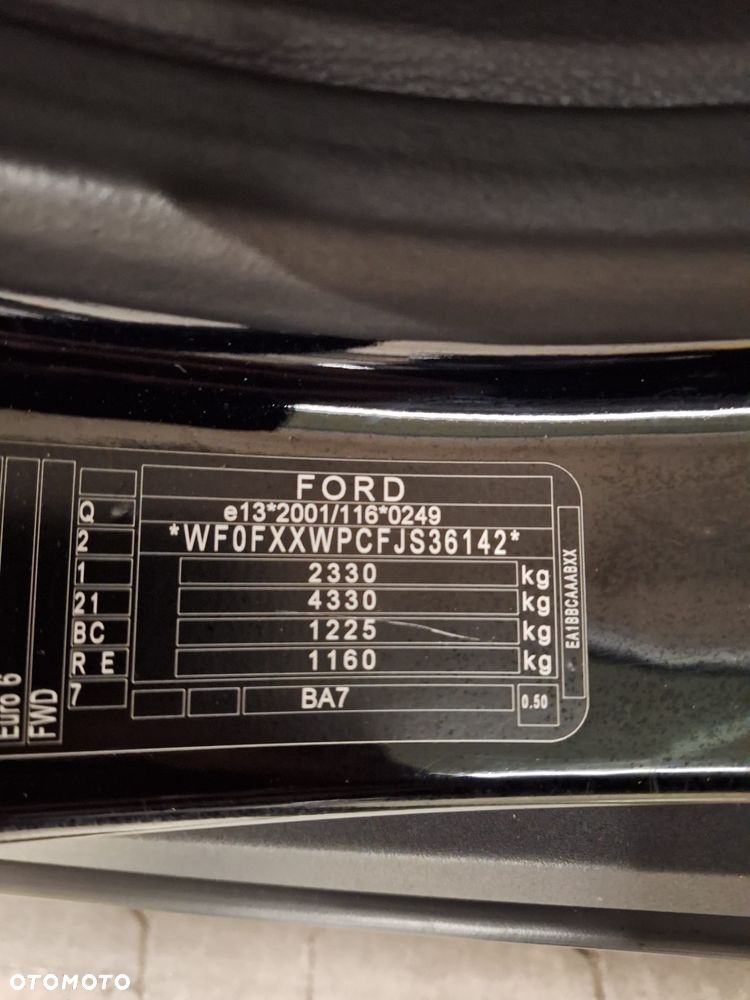 FORD
Q
e13*2001/116*0249
2
*WF0FXXWPCFJS36142*
1
2330 kg
21
4330 kg
BC
1225 kg
R E
1160 kg
7
BA7
0.50
EA1BBCAAABXX
Euro 6
FWD
OTOMOTO